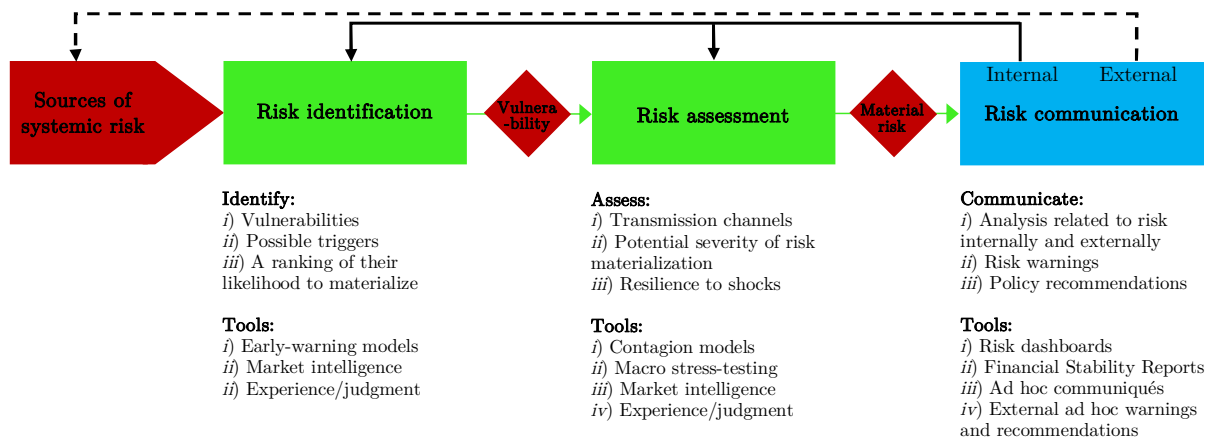 Internal
External
Sources of
systemic risk
Risk identification
Vulnera
-bility
Risk assessment
Material
risk
Risk communication
Identify:
i) Vulnerabilities
ii) Possible triggers
iii) A ranking of their
likelihood to materialize
Tools:
i) Early-warning models
ii) Market intelligence
ii) Experience/judgment
Assess:
i) Transmission channels
ii) Potential severity of risk
materialization
iii) Resilience to shocks
Tools:
i) Contagion models
ii) Macro stress-testing
iii) Market intelligence
iv) Experience/judgment
Communicate:
i) Analysis related to risk
internally and externally
ii) Risk warnings
iii) Policy recommendations
Tools:
i) Risk dashboards
ii) Financial Stability Reports
iii) Ad hoc communiqués
iv) External ad hoc warnings
and recommendations